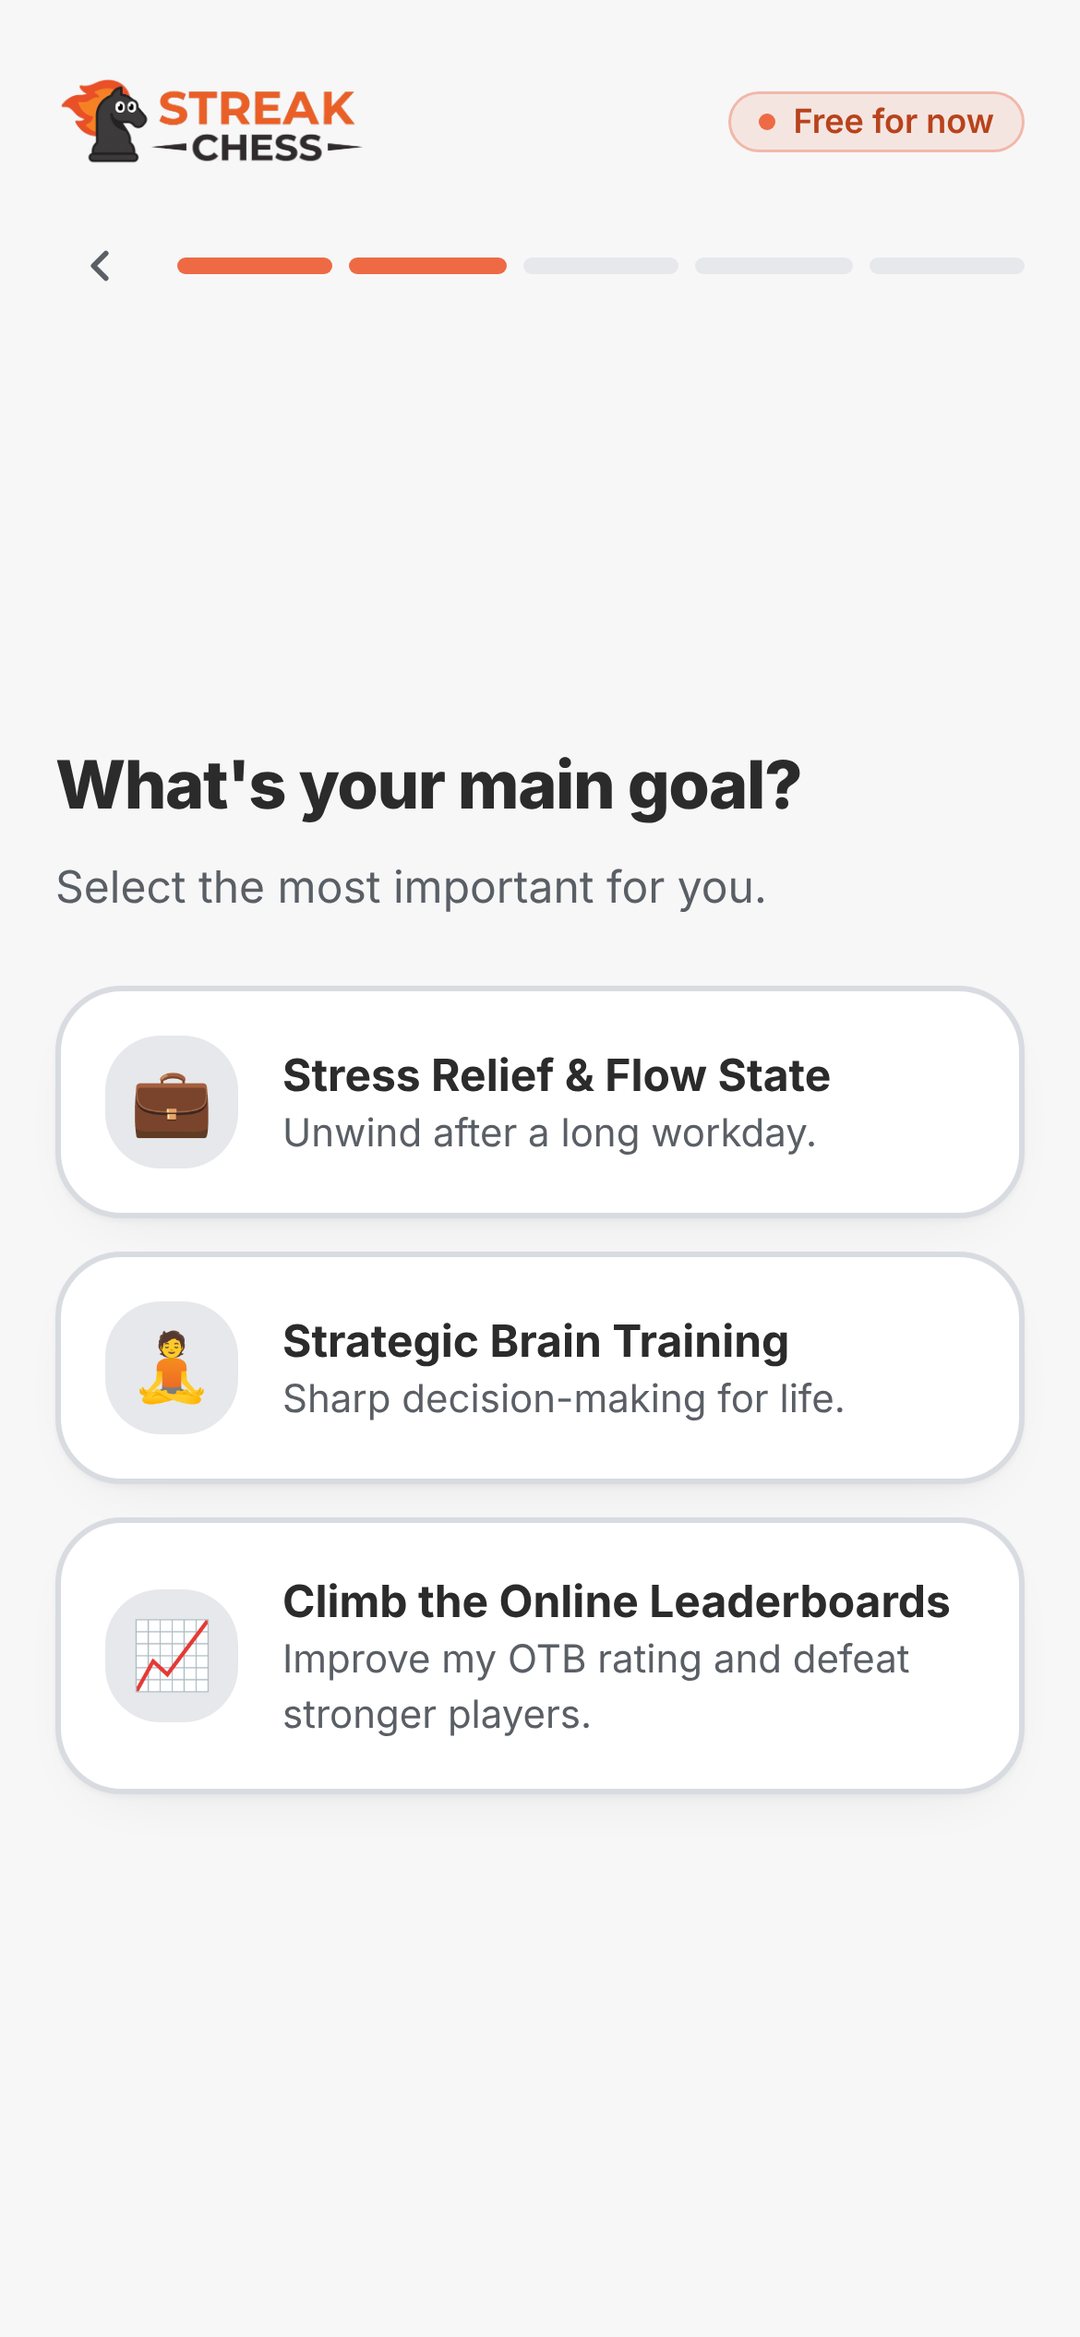 STREAK
CHESS
Free for now
What's your main goal?
Select the most important for you.
Stress Relief & Flow State
Unwind after a long workday.
Strategic Brain Training
Sharp decision-making for life.
Climb the Online Leaderboards
Improve my OTB rating and defeat
stronger players.